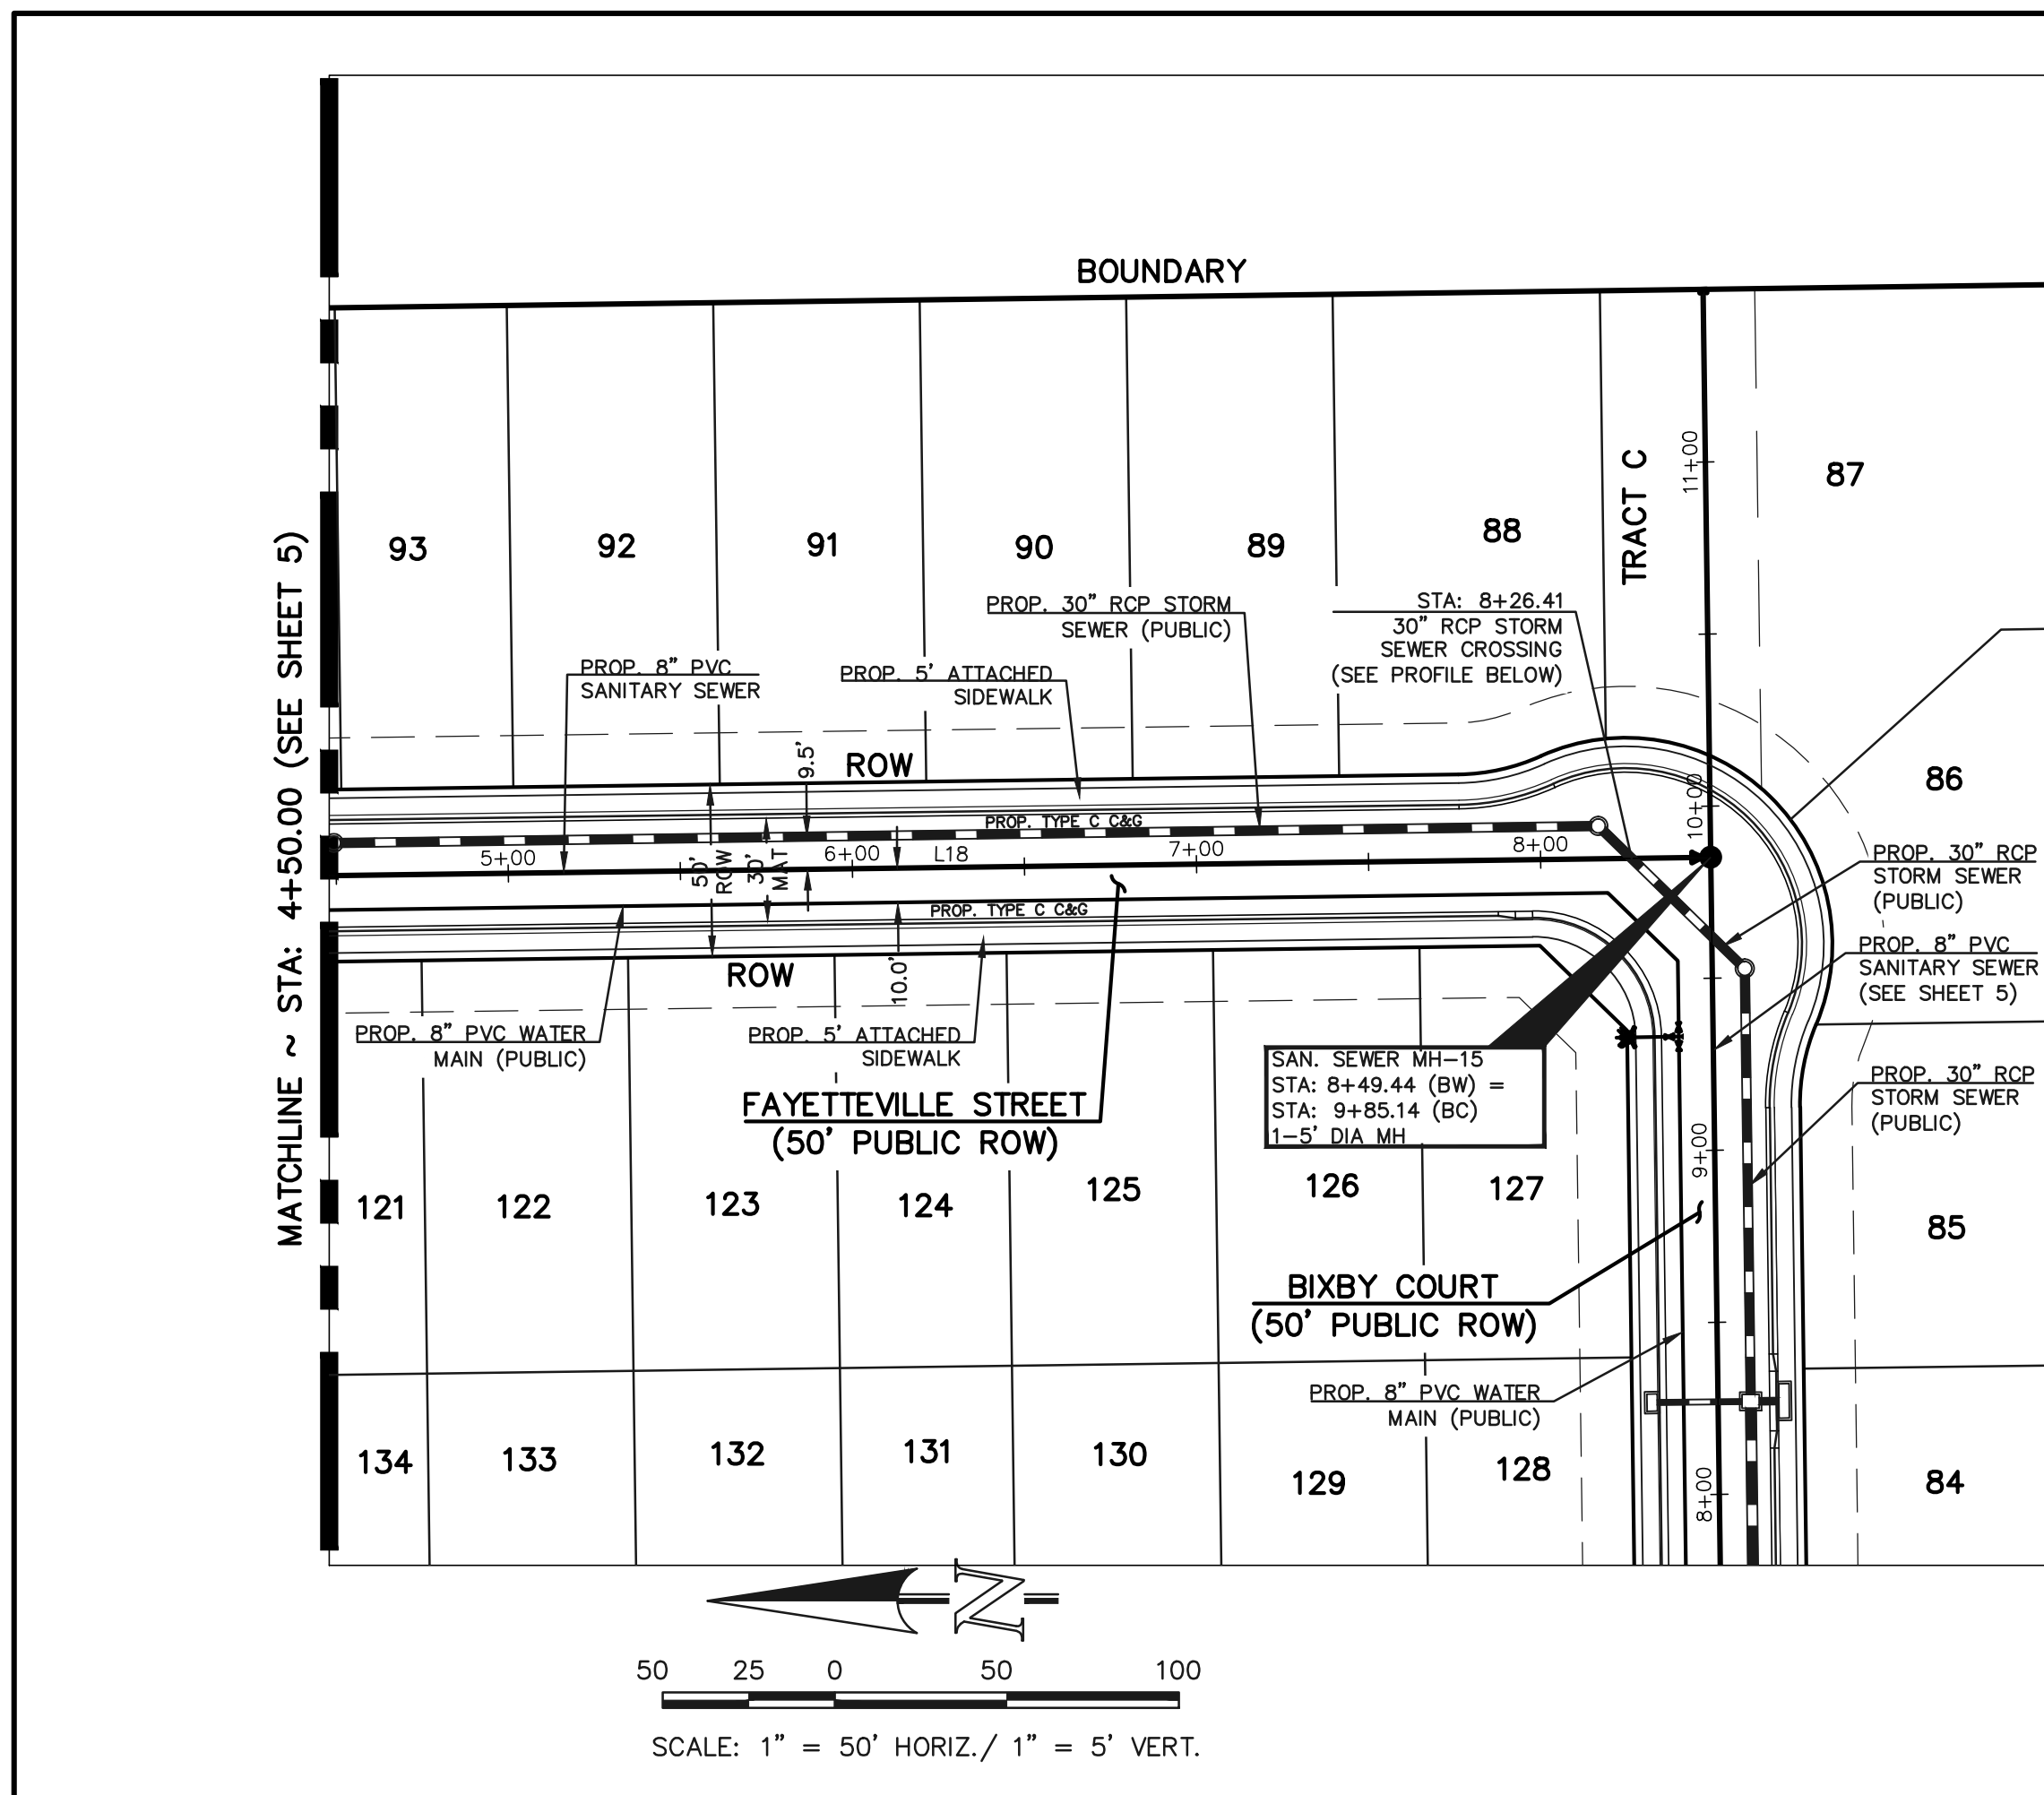 BOUNDARY
MATCHLINE ~ STA: 4+50.00 (SEE SHEET 5)
93
92
91
90
89
88
TRACT C
11+00
87
PROP. 30" RCP STORM
SEWER (PUBLIC)
STA: 8+26.41
30" RCP STORM
SEWER CROSSING
(SEE PROFILE BELOW)
PROP. 8" PVC
SANITARY SEWER
PROP. 5' ATTACHED
SIDEWALK
9.5'
ROW
86
10+00
PROP. TYPE C C&G
5+00
50'
ROW
30'
MAT
6+00
L18
7+00
8+00
PROP. 30" RCP
STORM SEWER
(PUBLIC)
PROP. TYPE C C&G
ROW
10.0'
PROP. 8" PVC
SANITARY SEWER
(SEE SHEET 5)
PROP. 8" PVC WATER
MAIN (PUBLIC)
PROP. 5' ATTACHED
SIDEWALK
SAN. SEWER MH-15
STA: 8+49.44 (BW) =
STA: 9+85.14 (BC)
1-5' DIA MH
PROP. 30" RCP
STORM SEWER
(PUBLIC)
FAYETTEVILLE STREET
(50' PUBLIC ROW)
9+00
121
122
123
124
125
126
127
85
BIXBY COURT
(50' PUBLIC ROW)
PROP. 8" PVC WATER
MAIN (PUBLIC)
134
133
132
131
130
129
128
8+00
84
N
50 25 0 50 100
SCALE: 1" = 50' HORIZ./ 1" = 5' VERT.